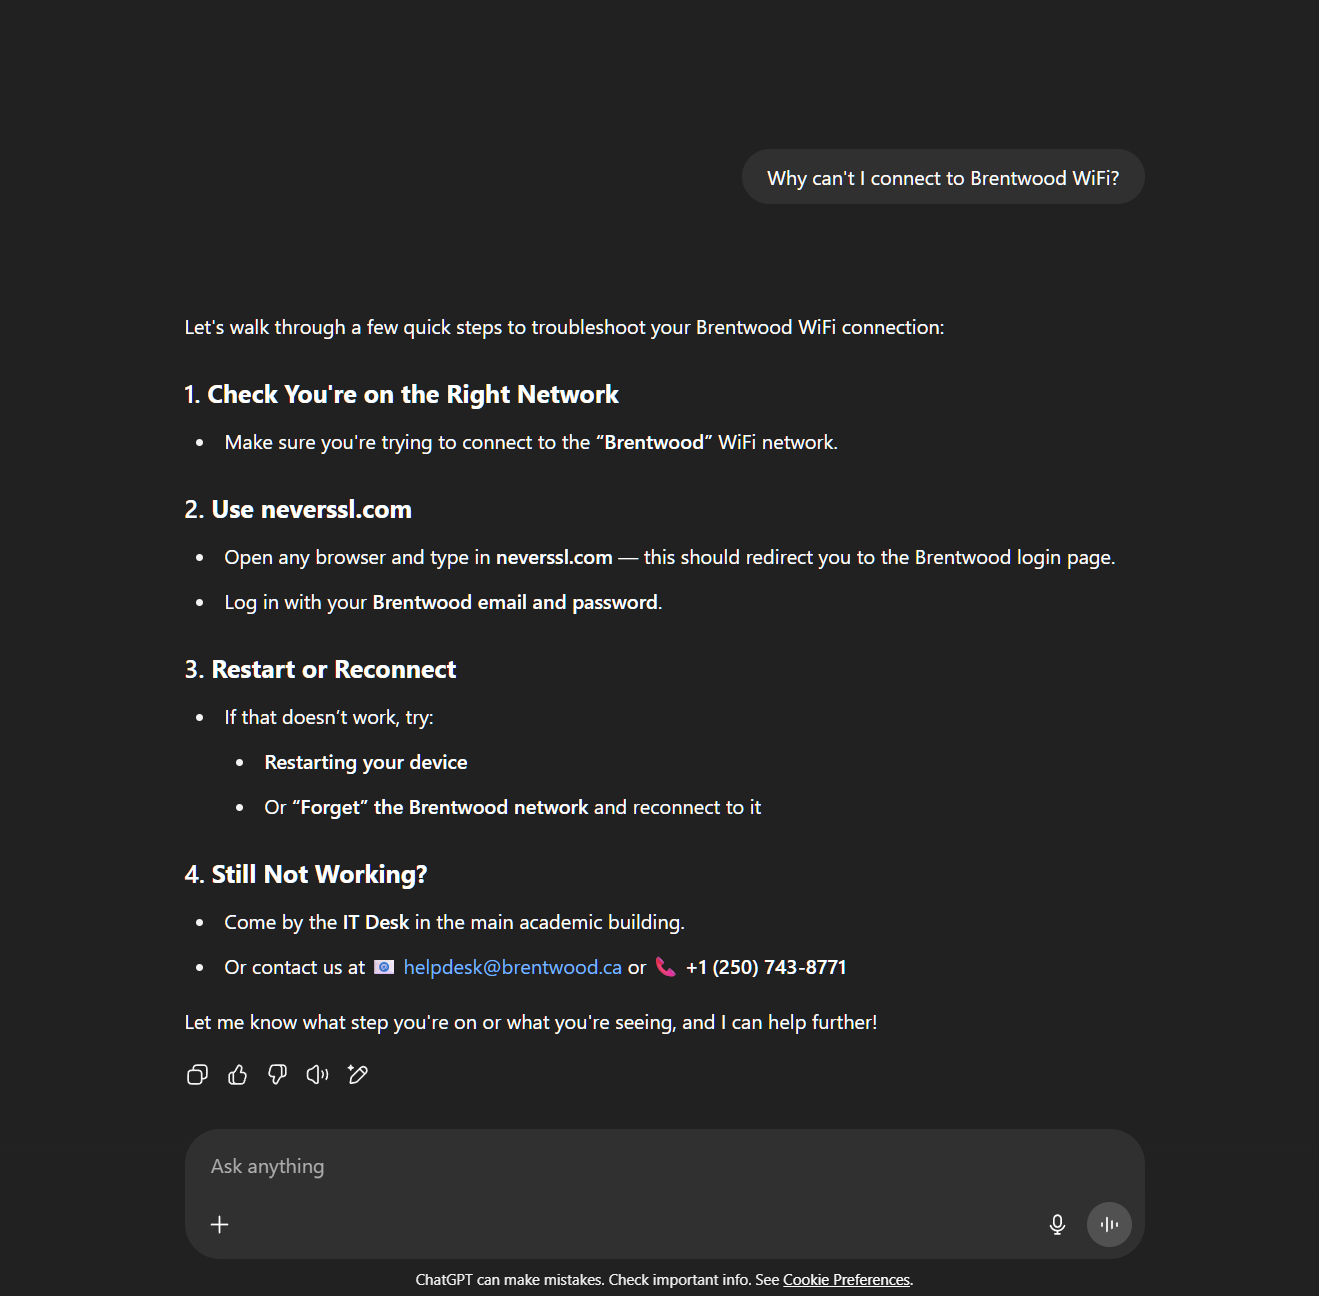 Why can't I connect to Brentwood WiFi?
Let's walk through a few quick steps to troubleshoot your Brentwood WiFi connection:
1. Check You're on the Right Network
• Make sure you're trying to connect to the “Brentwood” WiFi network.
2. Use neverssl.com
• Open any browser and type in neverssl.com — this should redirect you to the Brentwood login page.
• Log in with your Brentwood email and password.
3. Restart or Reconnect
• If that doesn’t work, try:
• Restarting your device
• Or “Forget” the Brentwood network and reconnect to it
4. Still Not Working?
• Come by the IT Desk in the main academic building.
• Or contact us at 📧 helpdesk@brentwood.ca or 📞 +1 (250) 743-8771
Let me know what step you're on or what you're seeing, and I can help further!
Ask anything
ChatGPT can make mistakes. Check important info. See Cookie Preferences.